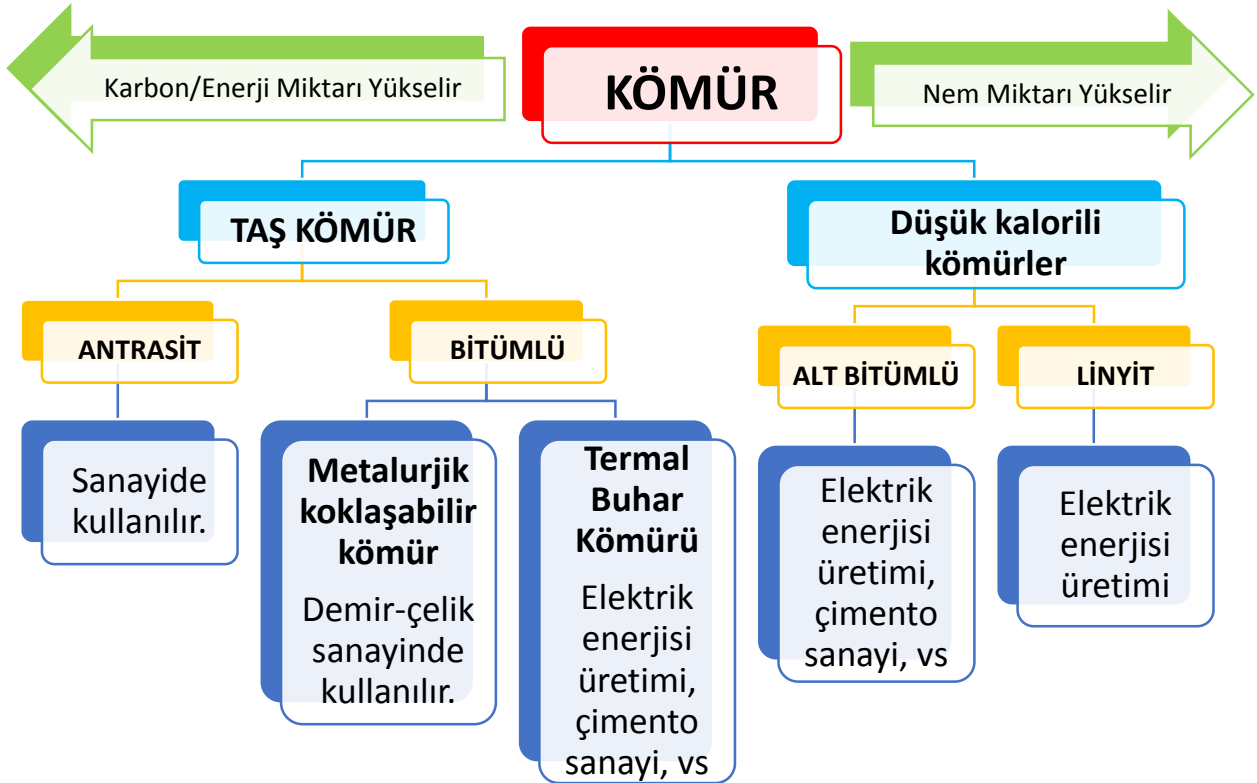 Karbon/Enerji Miktarı Yükselir
KÖMÜR
Nem Miktarı Yükselir
TAŞ KÖMÜR
Düşük kalorili
kömürler
ANTRASİT
BİTÜMLÜ
ALT BİTÜMLÜ
LİNYİT
Sanayide
kullanılır.
Metalurjik
koklaşabilir
kömür
Demir-çelik
sanayinde
kullanılır.
Termal
Buhar
Kömürü
Elektrik
enerjisi
üretimi,
çimento
sanayi, vs
Elektrik
enerjisi
üretimi,
çimento
sanayi, vs
Elektrik
enerjisi
üretimi